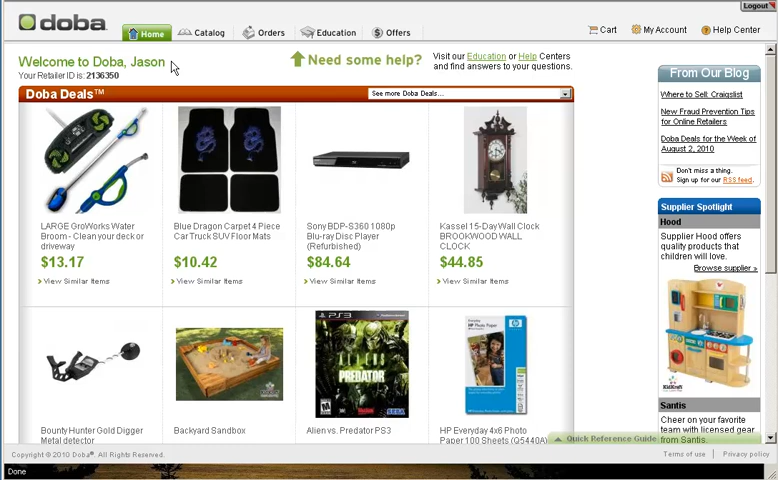 Logout
doba
Home
Catalog
Orders
Education
Offers
Cart
My Account
Help Center
Welcome to Doba, Jason
Your Retailer ID is: 2136350
Need some help?
Visit our Education or Help Centers
and find answers to your questions.
Doba Deals™
See more Doba Deals...
LARGE GroWorks Water
Broom - Clean your deck or
driveway
$13.17
View Similar Items
Blue Dragon Carpet 4 Piece
Car Truck SUV Floor Mats
$10.42
View Similar Items
Sony BDP-S360 1080p
Blu-ray Disc Player
(Refurbished)
$84.64
View Similar Items
Kassel 15-Day Wall Clock
BROOKWOOD WALL
CLOCK
$44.85
View Similar Items
Bounty Hunter Gold Digger
Metal detector
Backyard Sandbox
PS3
ALIENS
PREDATOR
SEGA
Alien vs. Predator PS3
HP Everyday 4x6 Photo
Paper 100 Sheets (Q5440A)
From Our Blog
Where to Sell: Craigslist
New Fraud Prevention Tips
for Online Retailers
Doba Deals for the Week of
August 2, 2010
Don't miss a thing.
Sign up for our RSS feed.
Supplier Spotlight
Hood
Supplier Hood offers
quality products that
children will love.
Browse supplier »
KidKraft
Santis
Cheer on your favorite
team with licensed
gear from Santis.
Quick Reference Guide
Copyright © 2010 Doba®. All Rights Reserved.
Terms of use
Privacy policy
Done